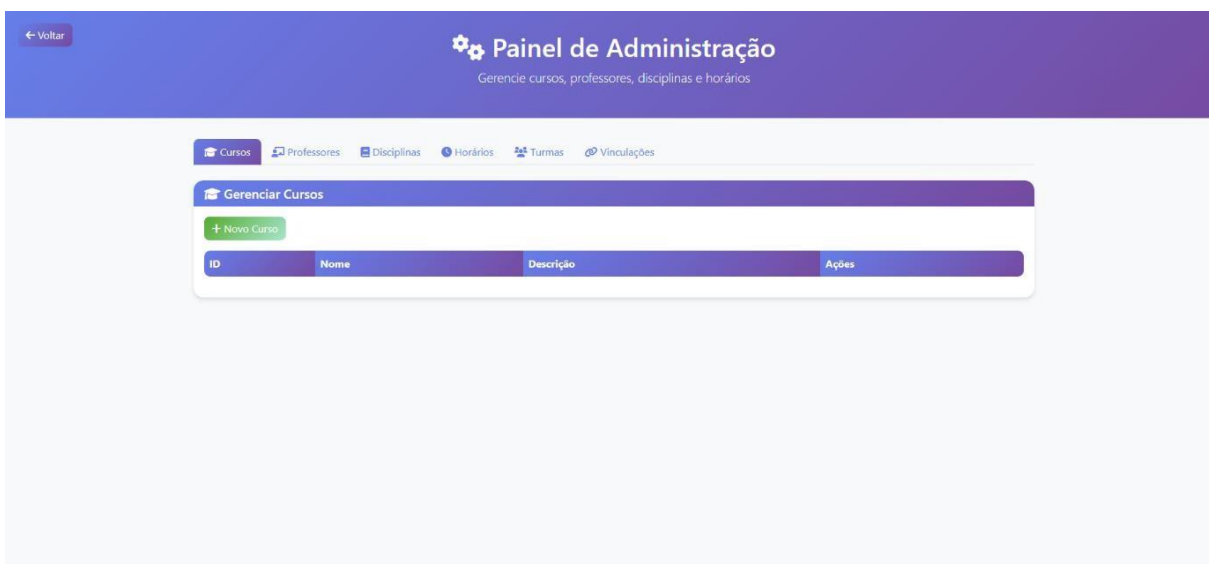 Voltar
Painel de Administração
Gerencie cursos, professores, disciplinas e horários
Cursos Professores Disciplinas Horários Turmas Vinculações
Gerenciar Cursos
+ Novo Curso
ID Nome Descrição Ações